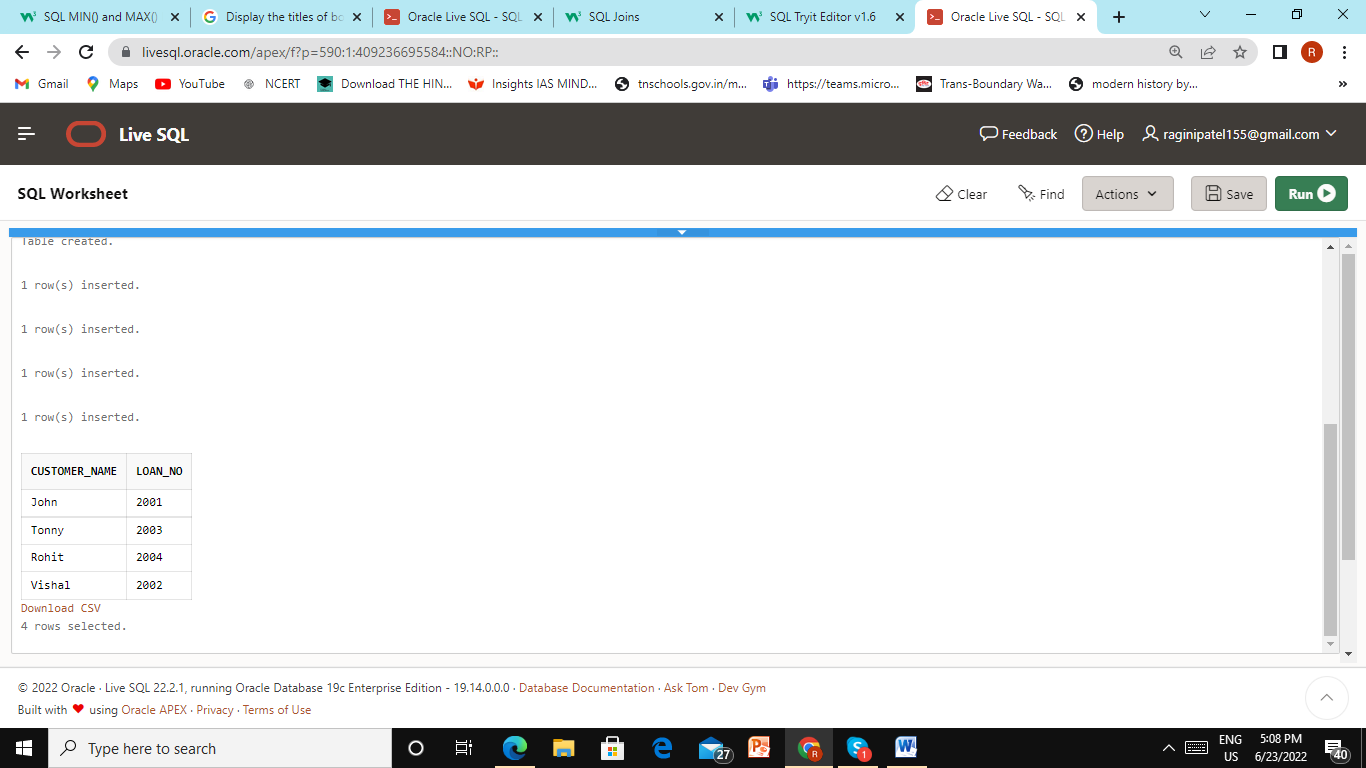 SQL MIN() and MAX()
Display the titles of bo
Oracle Live SQL - SQL
SQL Joins
SQL Tryit Editor v1.6
Oracle Live SQL - SQL
livesql.oracle.com/apex/f?p=590:1:409236695584::NO:RP::
R
Gmail
Maps
YouTube
NCERT
Download THE HIN...
Insights IAS MIND...
tnschools.gov.in/m...
https://teams.micro...
Trans-Boundary Wa...
modern history by...
»
Live SQL
Feedback
Help
raginipatel155@gmail.com
SQL Worksheet
Clear
Find
Actions
Save
Run
Table created.
1 row(s) inserted.
1 row(s) inserted.
1 row(s) inserted.
1 row(s) inserted.
CUSTOMER_NAME LOAN_NO
John 2001
Tonny 2003
Rohit 2004
Vishal 2002
Download CSV
4 rows selected.
© 2022 Oracle · Live SQL 22.2.1, running Oracle Database 19c Enterprise Edition - 19.14.0.0.0 · Database Documentation · Ask Tom · Dev Gym
Built with ❤ using Oracle APEX · Privacy · Terms of Use
Type here to search
27
R
1
ENG
US
5:08 PM
6/23/2022
40